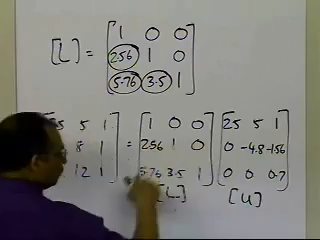 [L] = [1 0 0
2.56 1 0
5.76 3.5 1]
5 5 1] = [1 0 0] [25 5 1
8 1 2.56 1 0 0 -4.8 -1.56
12 1] 5.76 3.5 1] 0 0 0.7]
[L] [U]